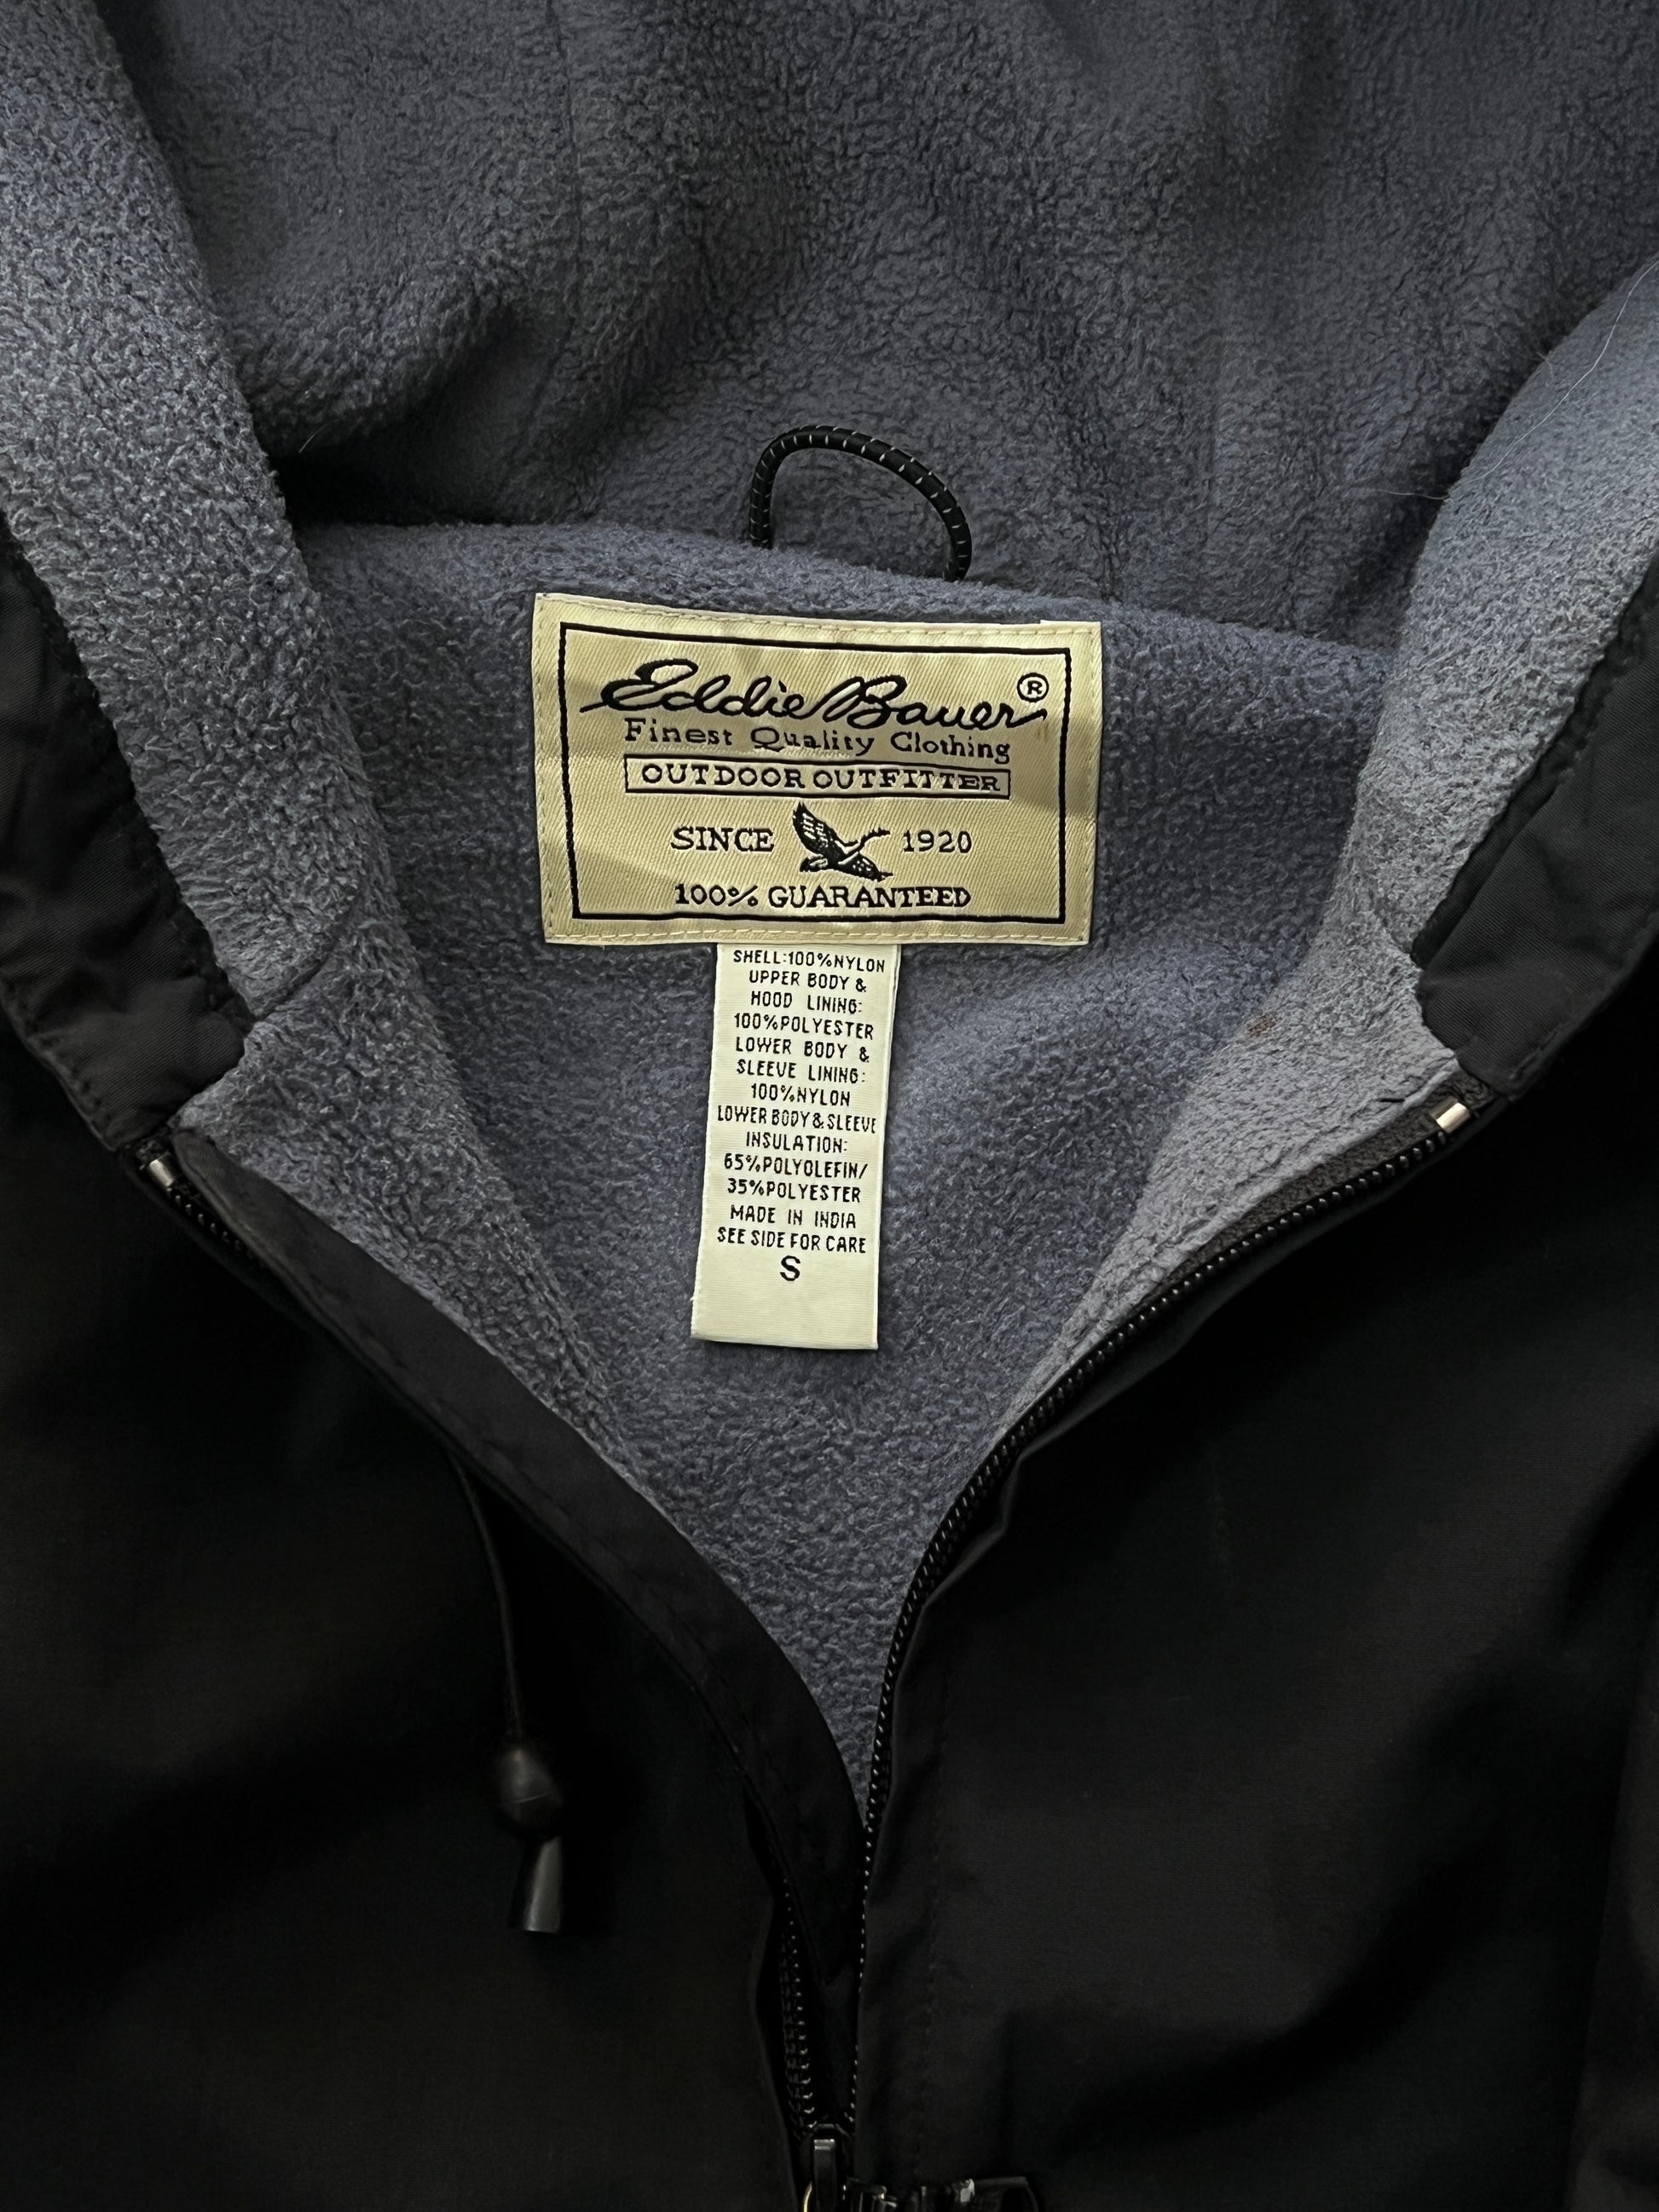 Eddie Bauer®
Finest Quality Clothing
OUTDOOR OUTFITTER
SINCE 1920
100% GUARANTEED
SHELL:100%NYLON
UPPER BODY &
HOOD LINING:
100%POLYESTER
LOWER BODY &
SLEEVE LINING:
100%NYLON
LOWER BODY & SLEEVE
INSULATION:
65%POLYOLEFIN/
35%POLYESTER
MADE IN INDIA
SEE SIDE FOR CARE
S